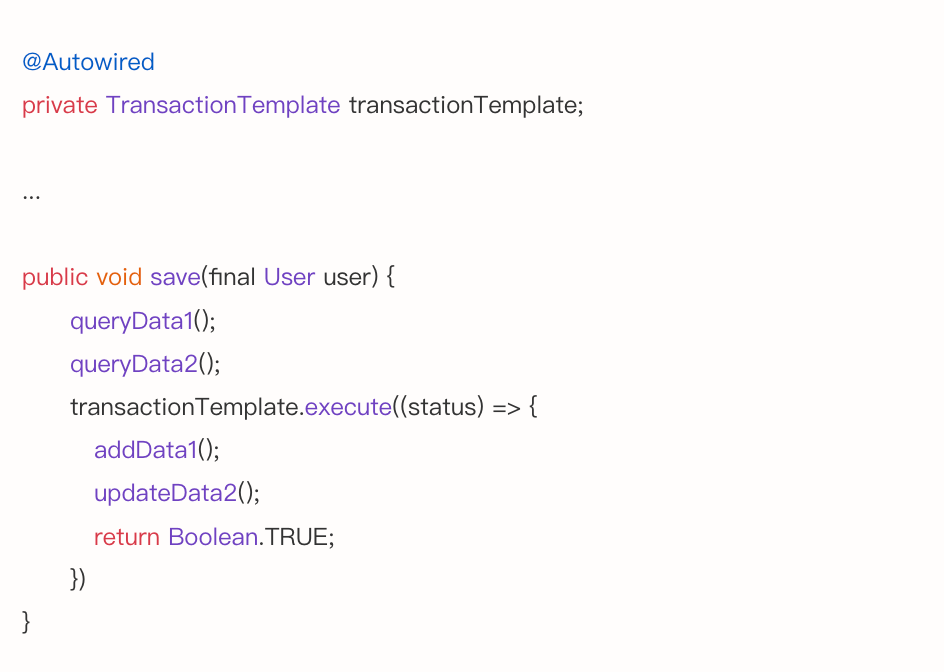 @Autowired
private TransactionTemplate transactionTemplate;
...
public void save(final User user) {
queryData1();
queryData2();
transactionTemplate.execute((status) => {
addData1();
updateData2();
return Boolean.TRUE;
})
}